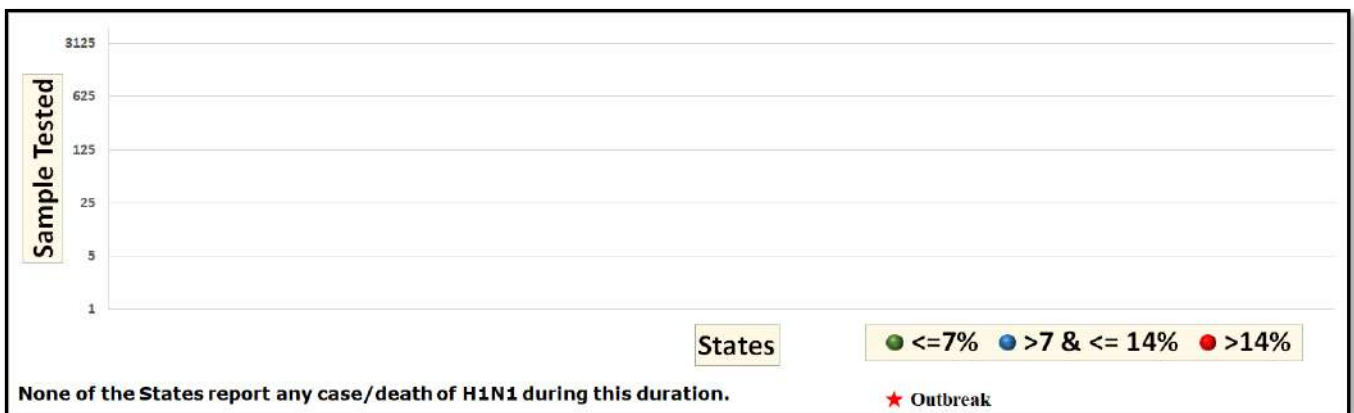 3125
625
125
25
5
1
Sample Tested
States
<=7% >7 & <= 14% >14%
None of the States report any case/death of H1N1 during this duration.
Outbreak